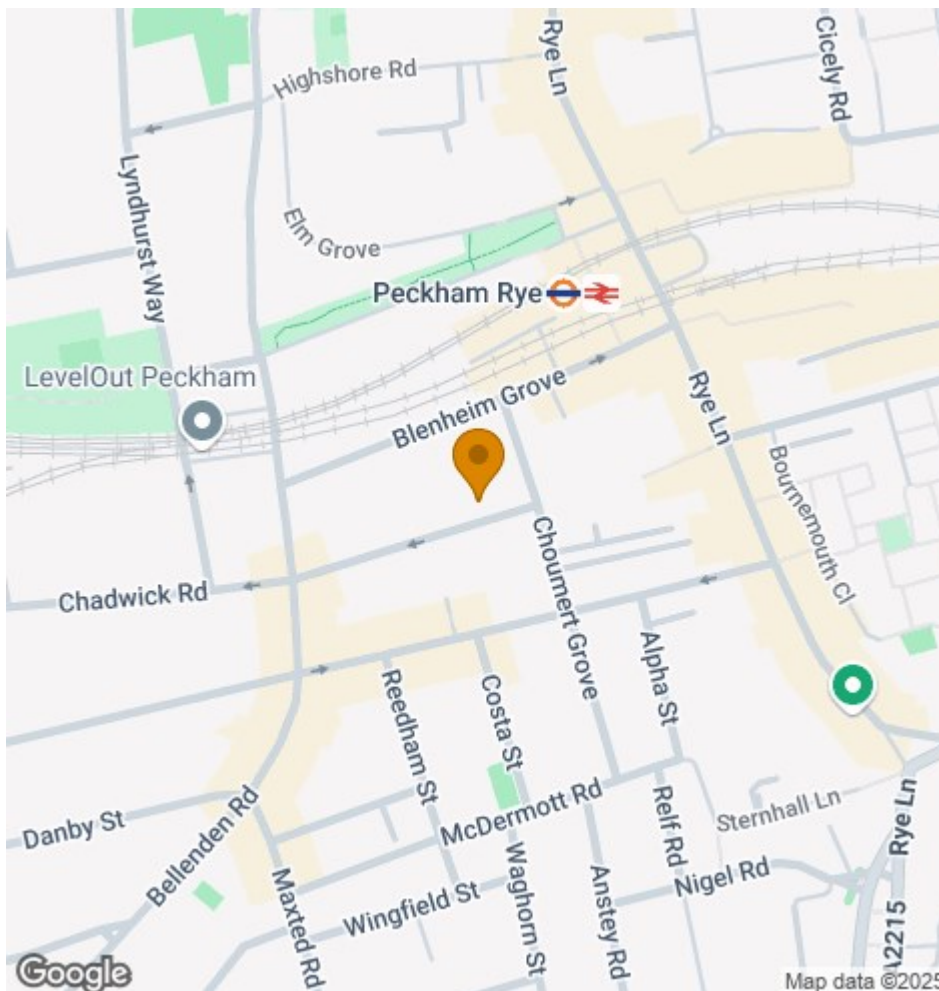 Highshore Rd
Rye Ln
Cicely Rd
Lyndhurst Way
Elm Grove
Peckham Rye
LevelOut Peckham
Blenheim Grove
Rye Ln
Bournemouth Cl
Chadwick Rd
Choumert Grove
Alpha St
Reedham St
Costa St
McDermott Rd
Relf Rd
Sternhall Ln
Danby St
Bellenden Rd
Maxted Rd
Wingfield St
Waghorn St
Anstey Rd
Nigel Rd
A2215 Rye Ln
Google
Map data ©2025